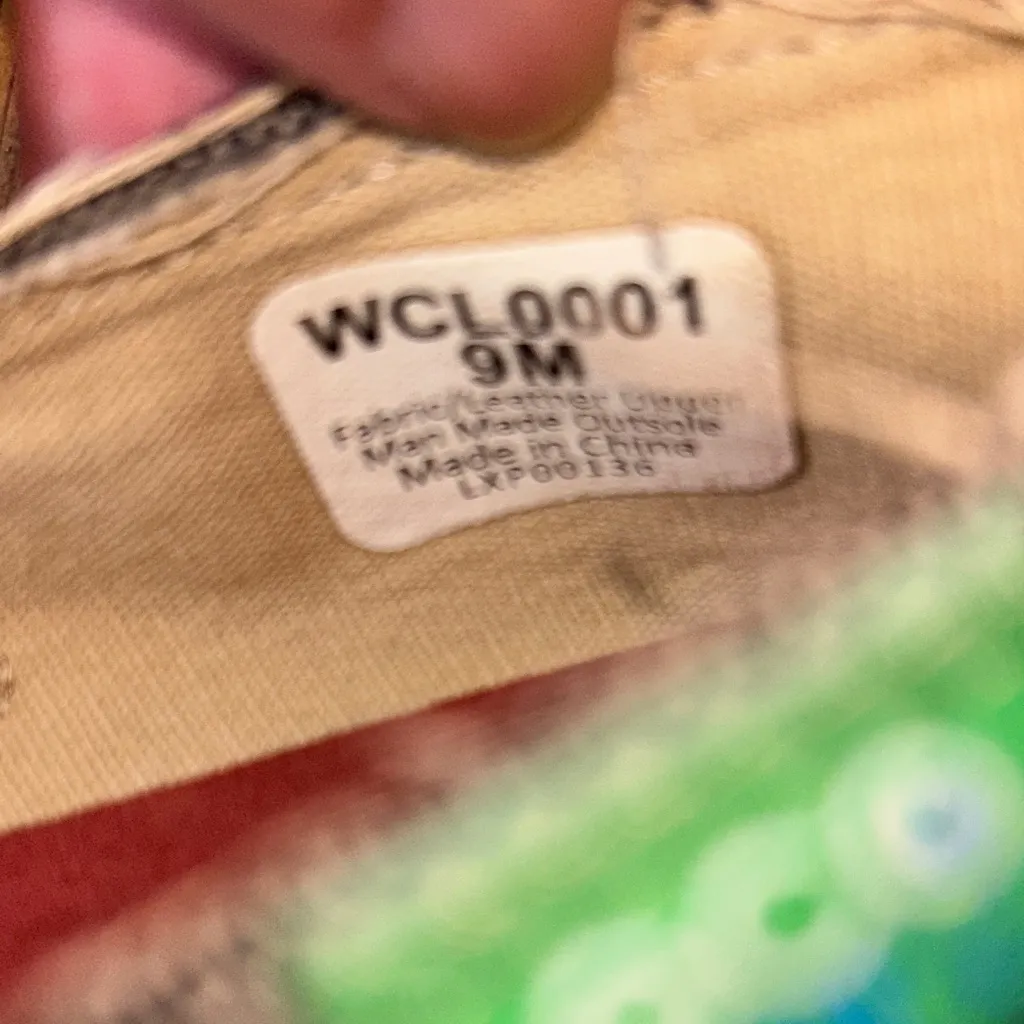 WCL0001
9M
Fabric/Leather Upper
Man Made Outsole
Made in China
LXP00136